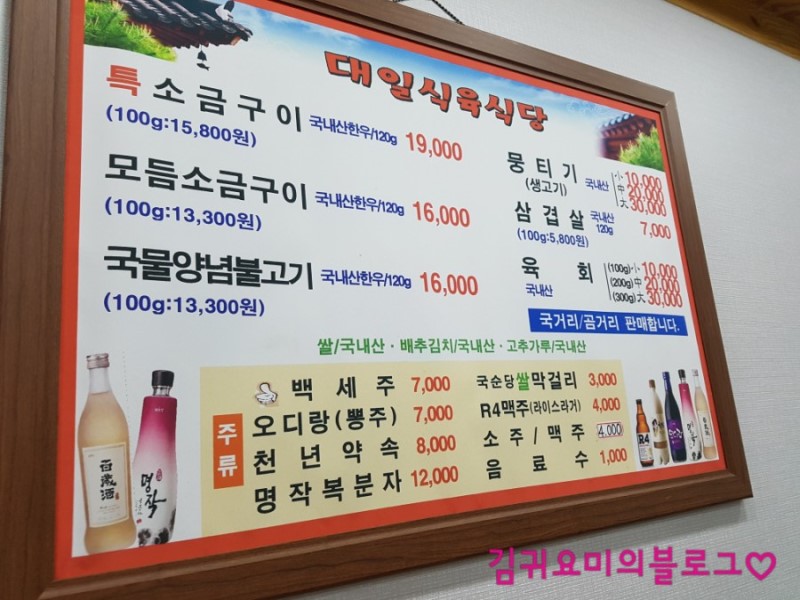 대일식육식당
특소금구이 국내산한우/120g 19,000
(100g:15,800원)
모듬소금구이 국내산한우/120g 16,000
(100g:13,300원)
국물양념불고기 국내산한우/120g 16,000
(100g:13,300원)
뭉티기 국내산 小 10,000
(생고기) 中 20,000
大 30,000
삼겹살 국내산 120g 7,000
(100g:5,800원)
육회 (100g)小 10,000
국내산 (200g)中 20,000
(300g)大 30,000
국거리/곰거리 판매합니다.
쌀/국내산 · 배추김치/국내산 · 고추가루/국내산
주류
백세주 7,000
오디랑(뽕주) 7,000
천년약속 8,000
명작복분자 12,000
국순당쌀막걸리 3,000
R4맥주(라이스라거) 4,000
소주/맥주 4,000
음료수 1,000
百歲酒
명작
R4
김귀요미의블로그♡